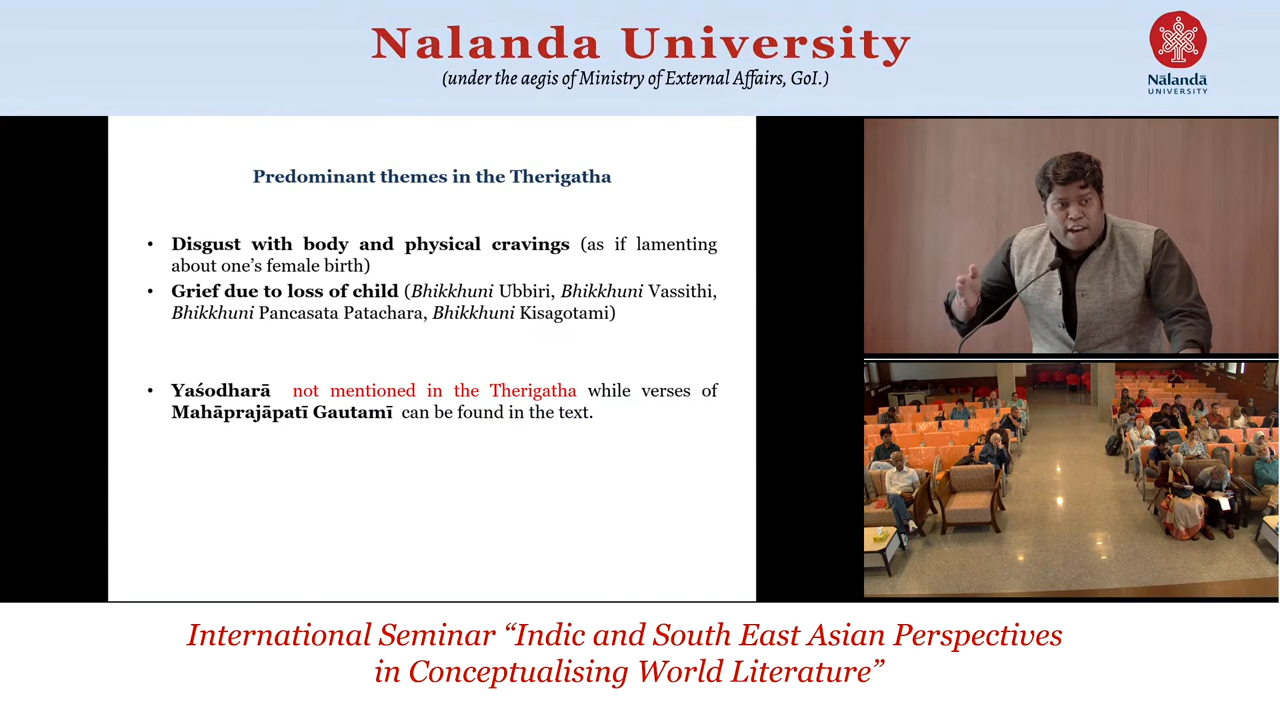 Nalanda University
(under the aegis of Ministry of External Affairs, GoI.)
Nālandā
UNIVERSITY
Predominant themes in the Therigatha
• Disgust with body and physical cravings (as if lamenting
about one's female birth)
• Grief due to loss of child (Bhikkhuni Ubbiri, Bhikkhuni Vassithi,
Bhikkhuni Pancasata Patachara, Bhikkhuni Kisagotami)
• Yaśodharā not mentioned in the Therigatha while verses of
Mahāprajāpatī Gautamī can be found in the text.
International Seminar “Indic and South East Asian Perspectives
in Conceptualising World Literature”